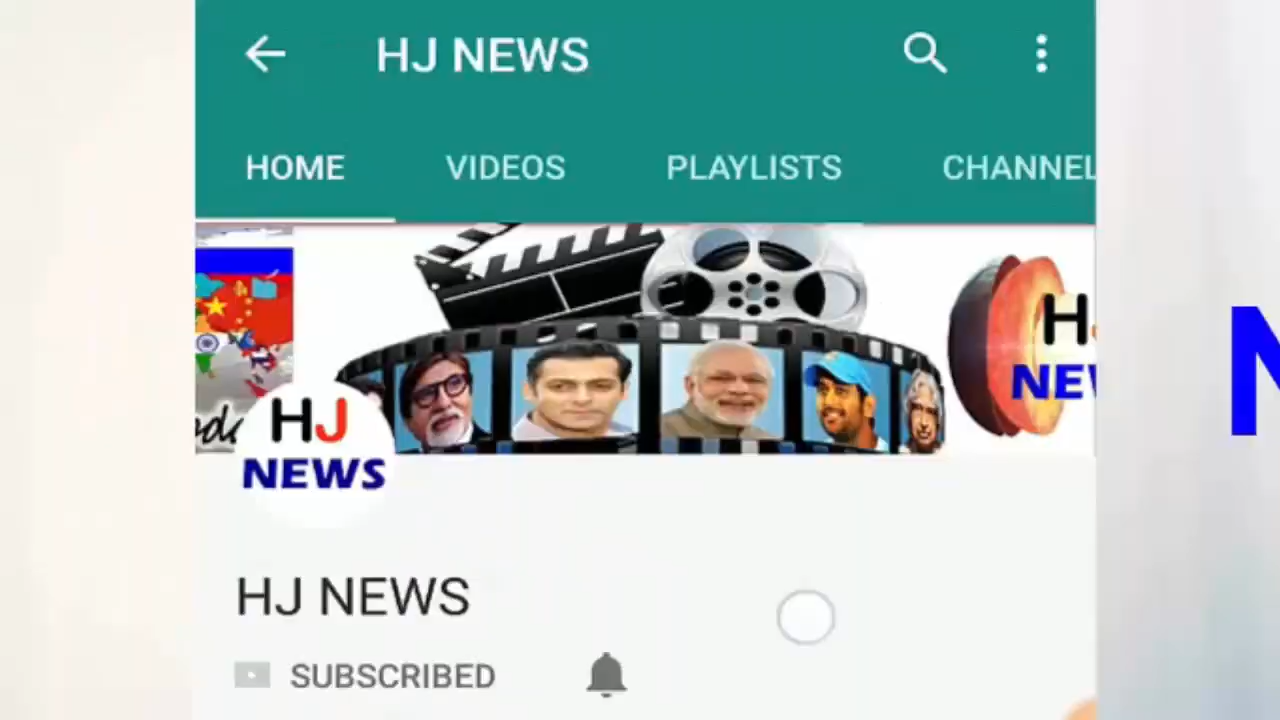 HJ NEWS
HOME VIDEOS PLAYLISTS CHANNEL
HJ
NEWS
HJ
NEWS
SUBSCRIBED